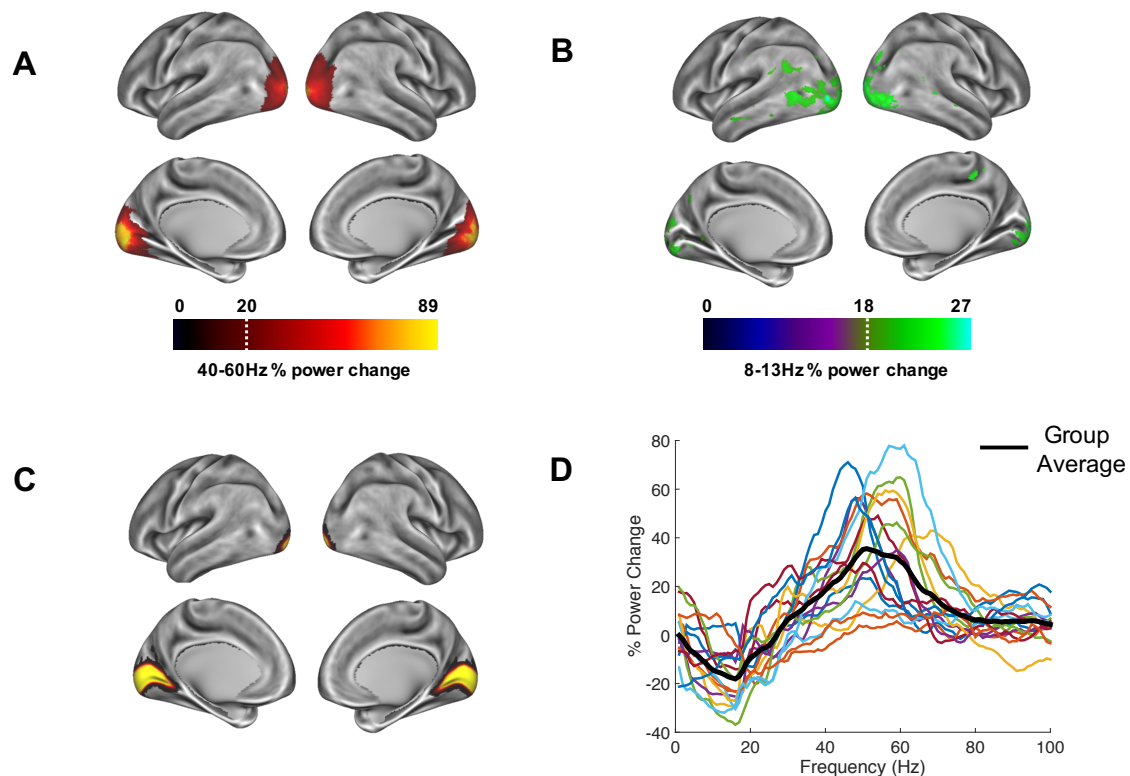 A
0 20 89
40-60Hz % power change
B
0 18 27
8-13Hz % power change
C
D
Group
Average
80
60
40
20
0
-20
-40
% Power Change
0 20 40 60 80 100
Frequency (Hz)